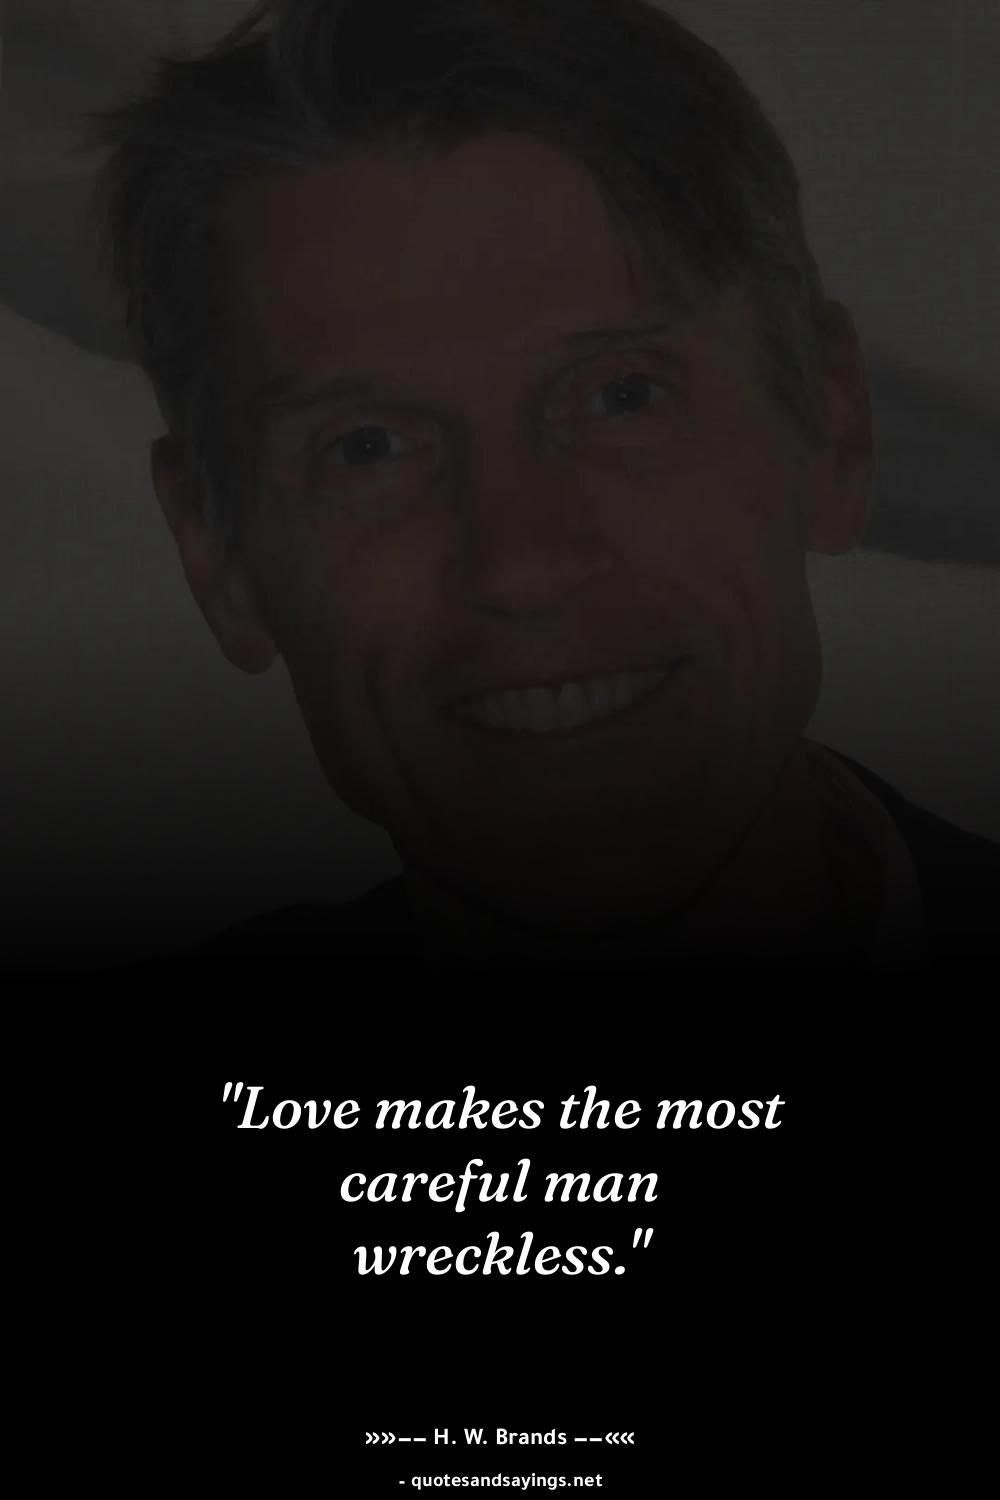 "Love makes the most
careful man
wreckless."
»»–– H. W. Brands ––««
- quotesandsayings.net